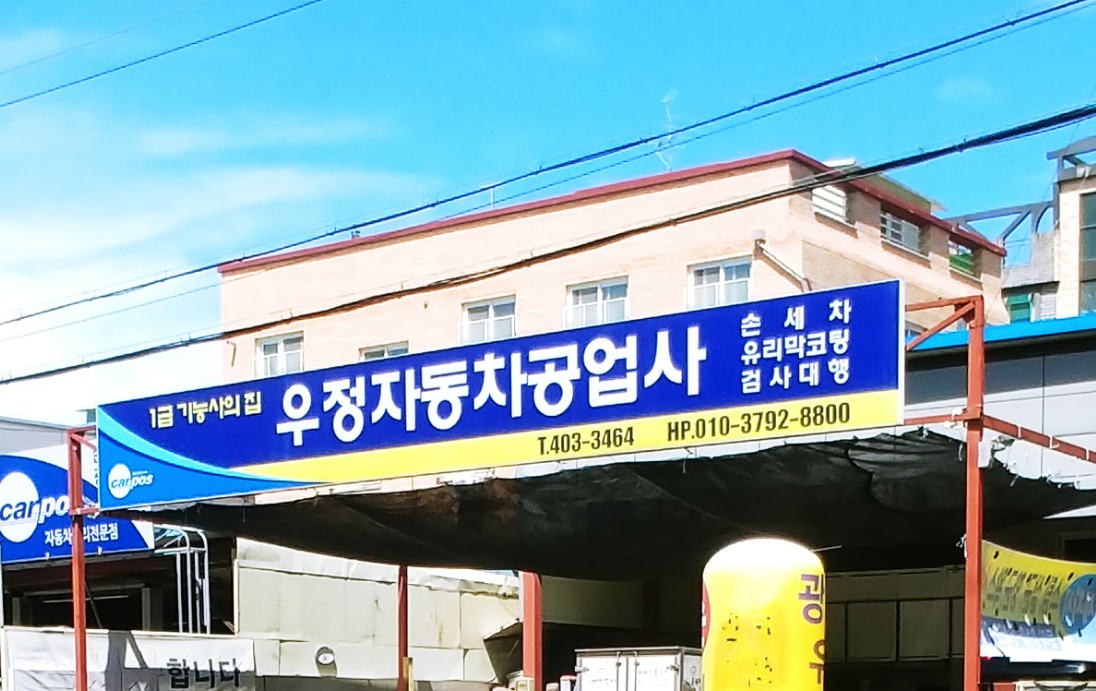 1급 기능사의 집
우정자동차공업사
손세차
유리막코팅
검사대행
T.403-3464 HP.010-3792-8800
carpos
carpos
합니다
광